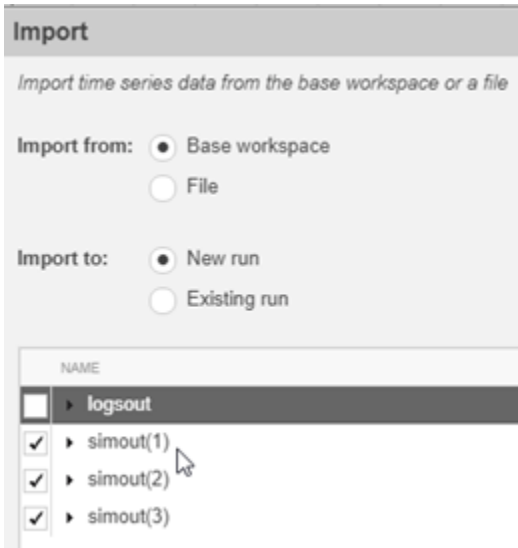 Import
Import time series data from the base workspace or a file
Import from: Base workspace
File
Import to: New run
Existing run
NAME
logsout
simout(1)
simout(2)
simout(3)